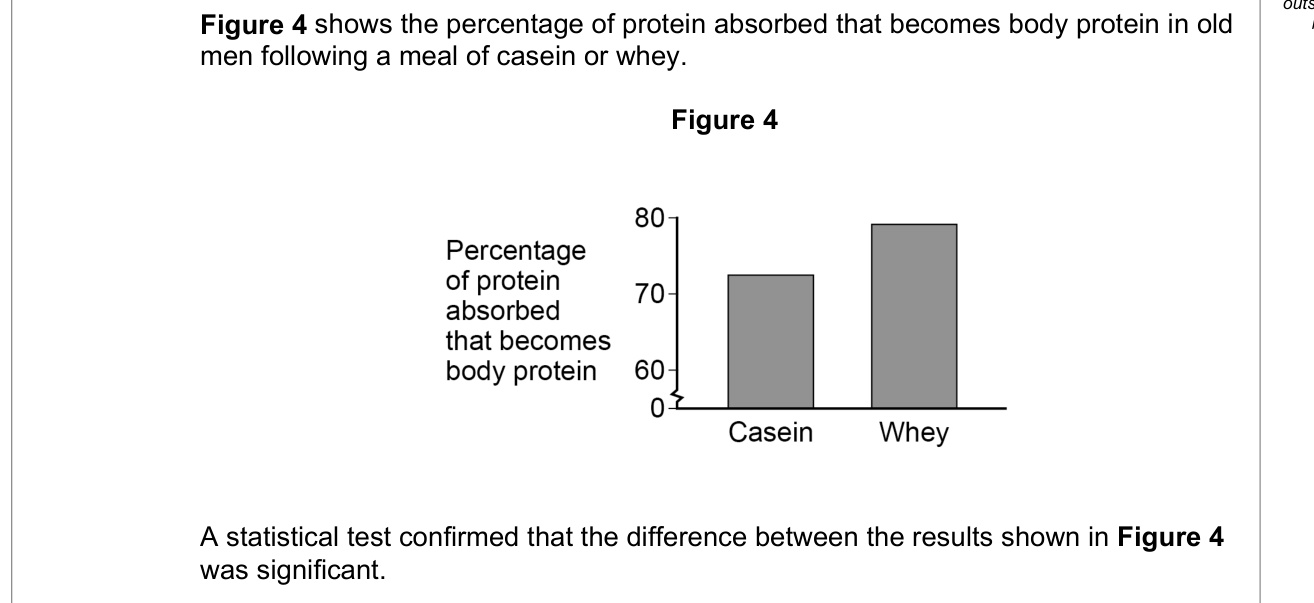 Figure 4 shows the percentage of protein absorbed that becomes body protein in old
men following a meal of casein or whey.
Figure 4
80
70
60
0
Percentage
of protein
absorbed
that becomes
body protein
Casein
Whey
A statistical test confirmed that the difference between the results shown in Figure 4
was significant.